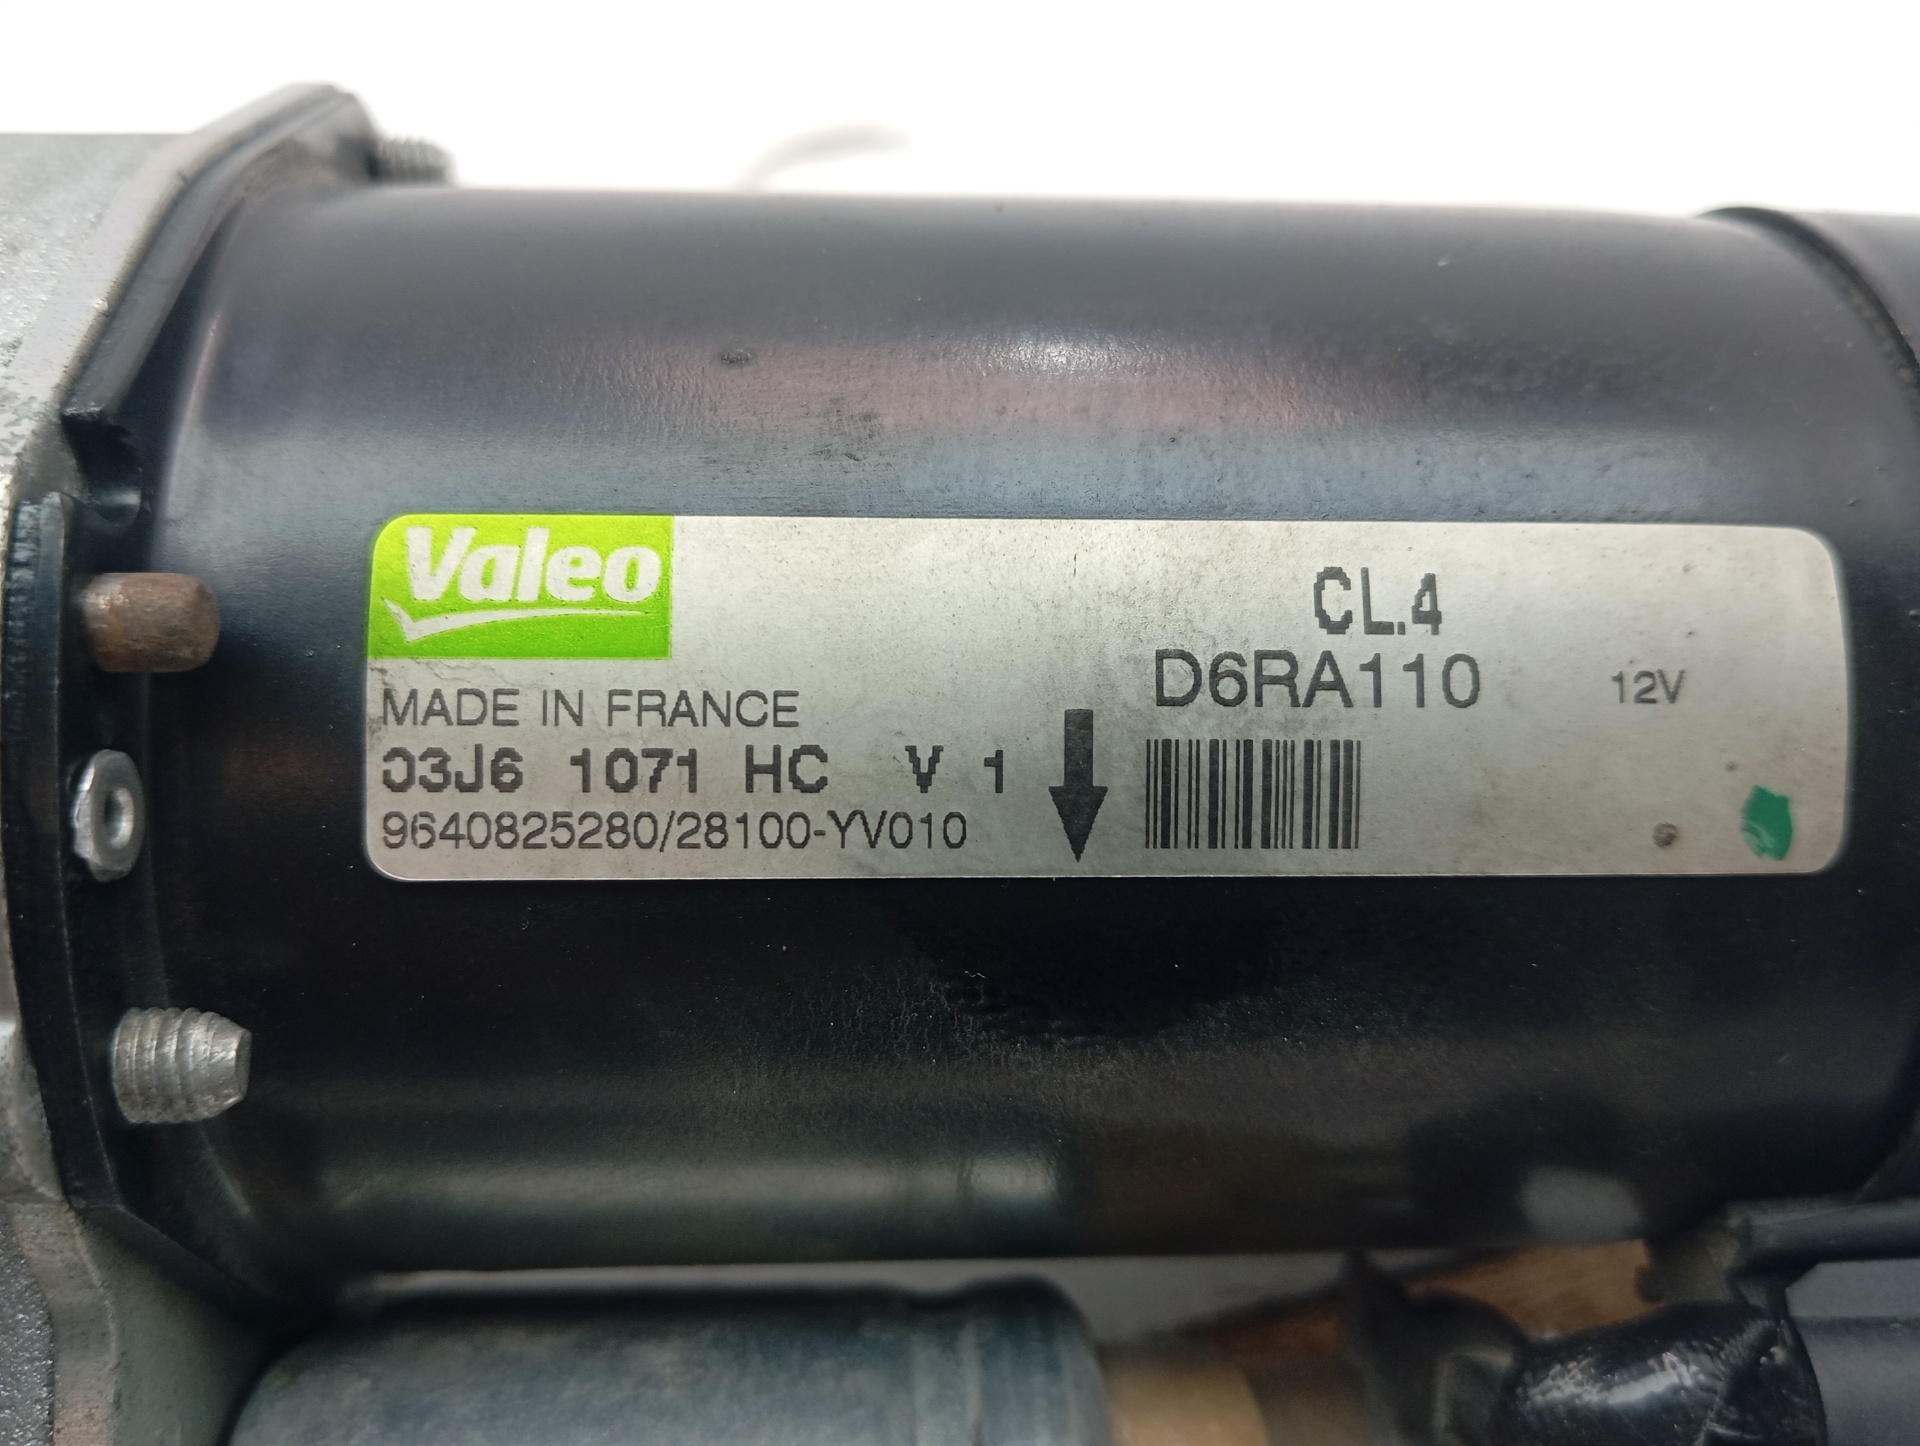 Valeo
MADE IN FRANCE
03J6 1071 HC V 1
9640825280/28100-YV010
CL.4
D6RA110
12V